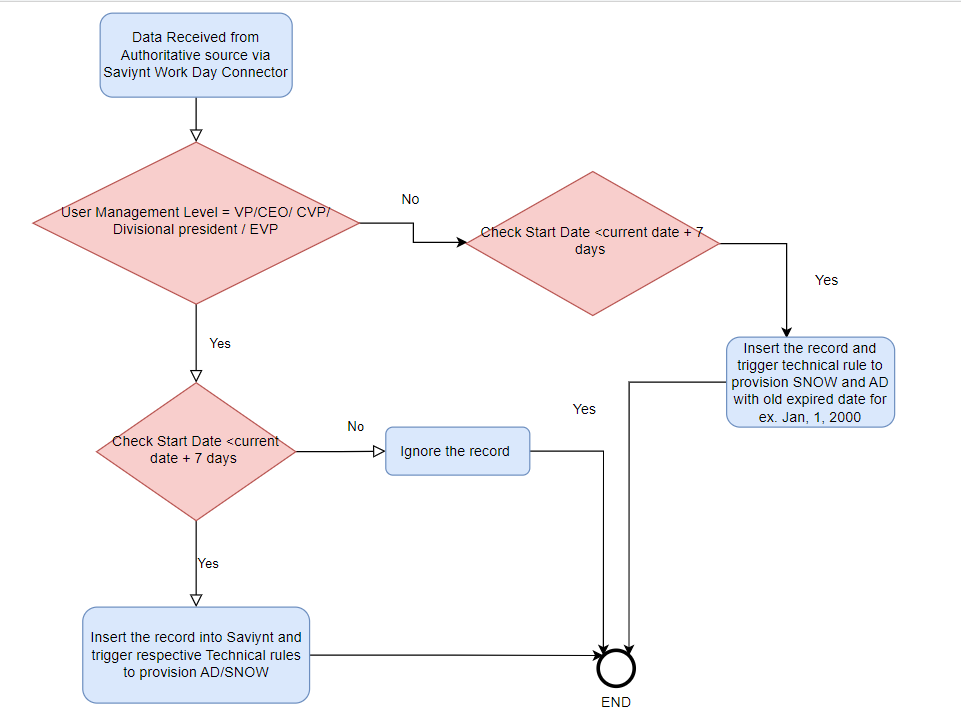 Data Received from
Authoritative source via
Saviynt Work Day Connector
User Management Level = VP/CEO/ CVP/
Divisional president / EVP
No
Check Start Date <current date + 7
days
Yes
Insert the record and
trigger technical rule to
provision SNOW and AD
with old expired date for
ex. Jan, 1, 2000
Yes
Check Start Date <current
date + 7 days
No
Ignore the record
Yes
Yes
Insert the record into Saviynt and
trigger respective Technical rules
to provision AD/SNOW
END